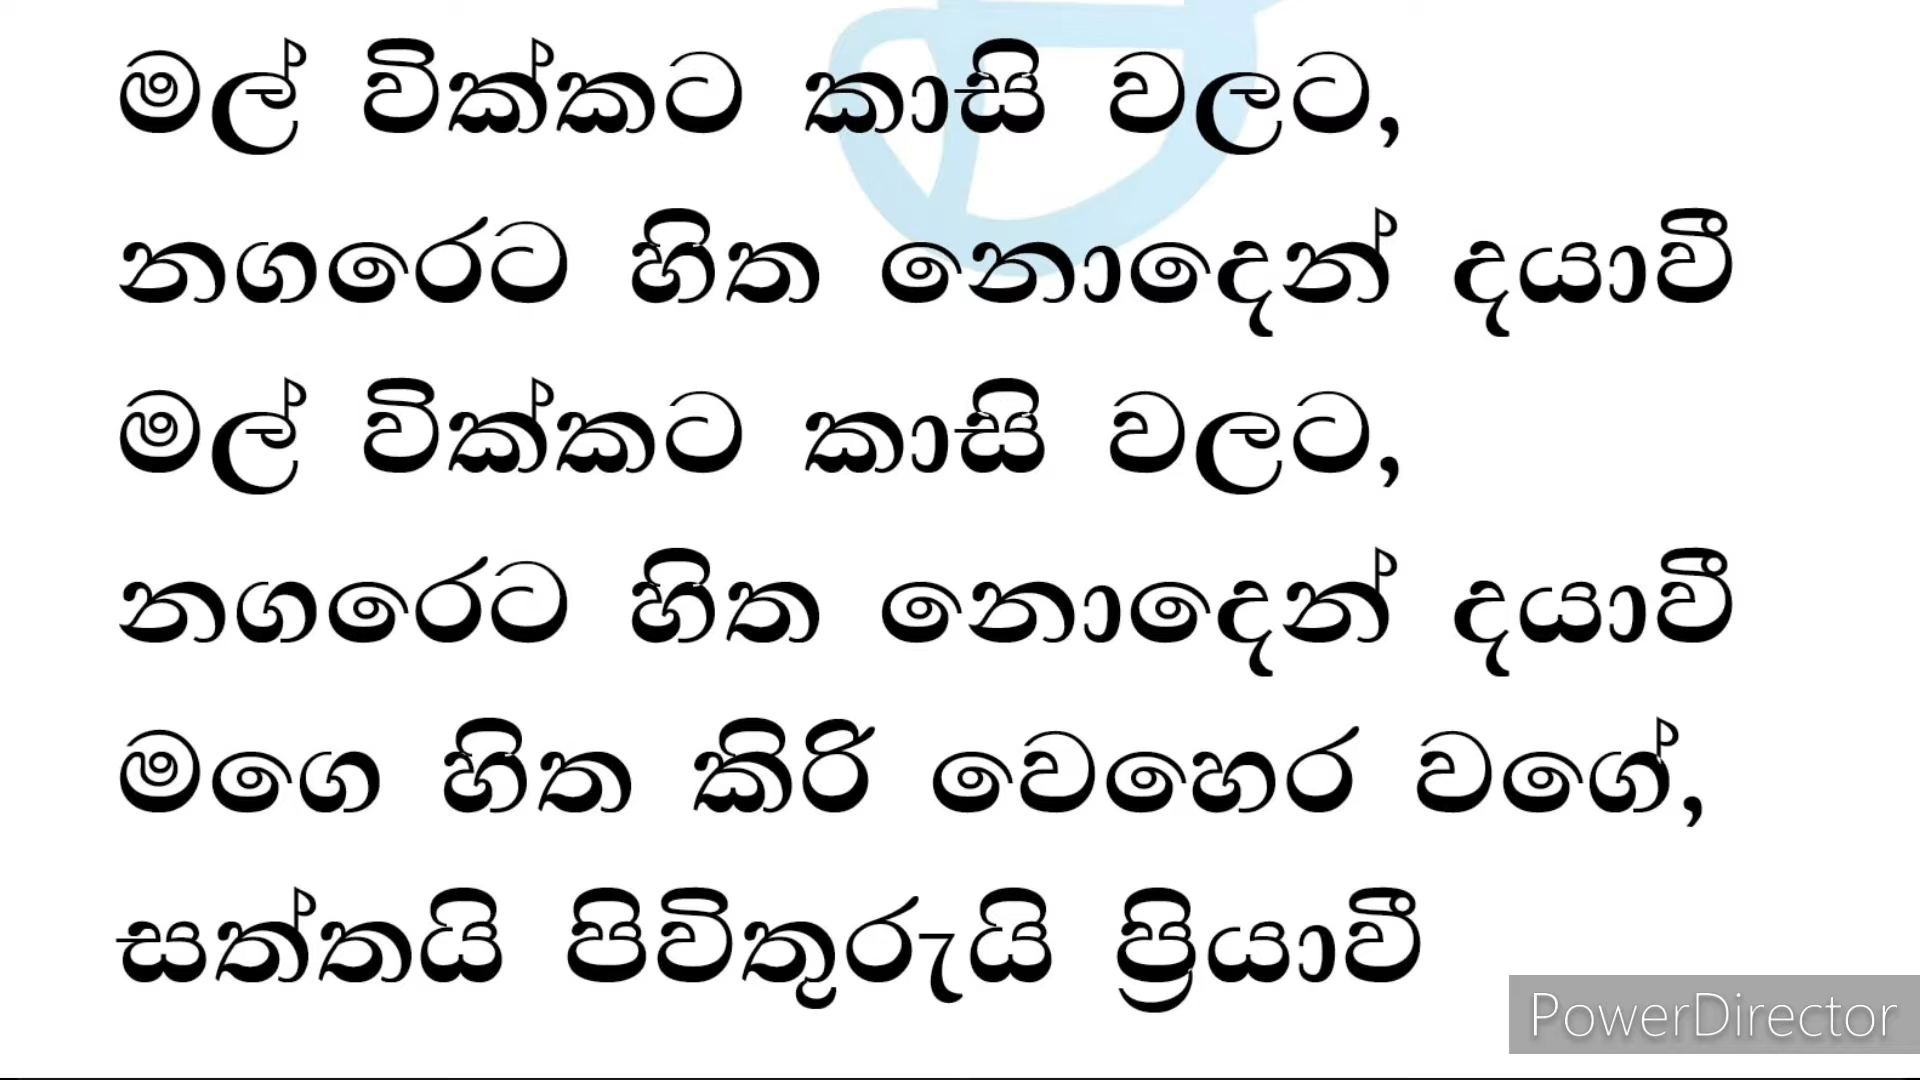 මල් වික්කට කාසි වලට,
නගරෙට හිත නොදෙන් දයාවී
මල් වික්කට කාසි වලට,
නගරෙට හිත නොදෙන් දයාවී
මගෙ හිත කිරි වෙහෙර වගේ,
සත්තයි පිවිතුරුයි ප්‍රියාවී
PowerDirector